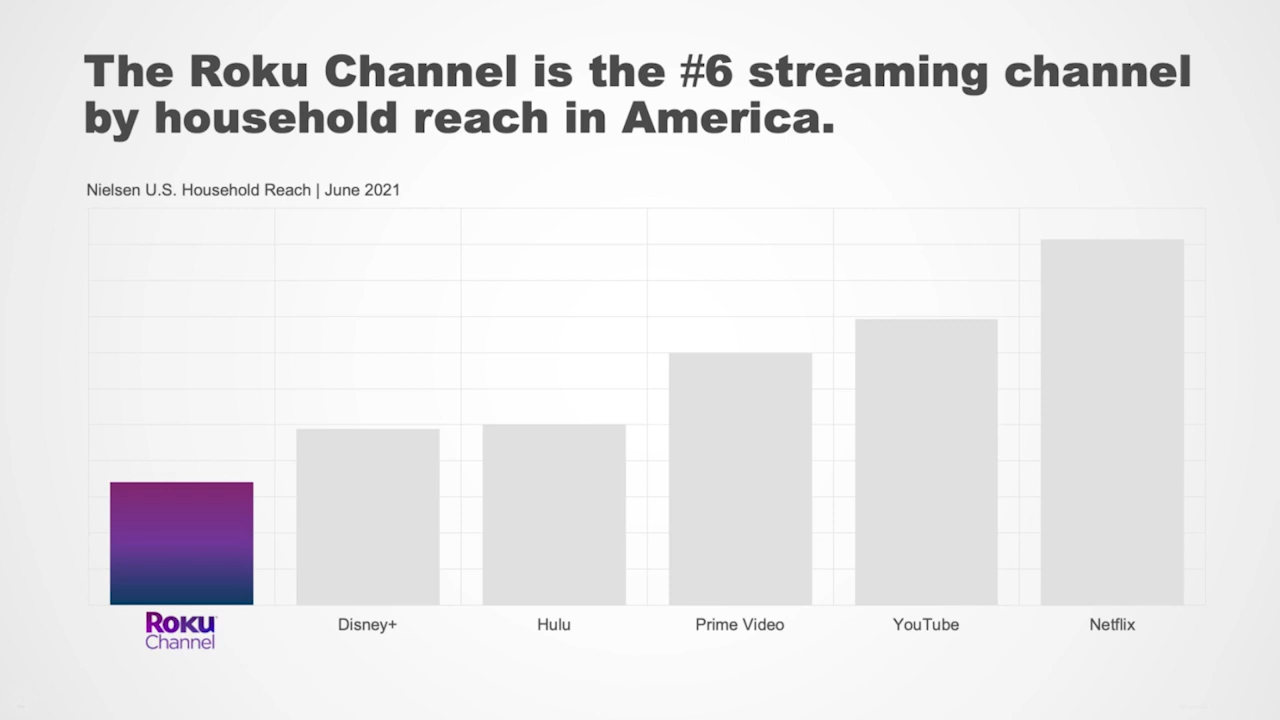 The Roku Channel is the #6 streaming channel
by household reach in America.
Nielsen U.S. Household Reach | June 2021
Roku
Channel
Disney+
Hulu
Prime Video
YouTube
Netflix